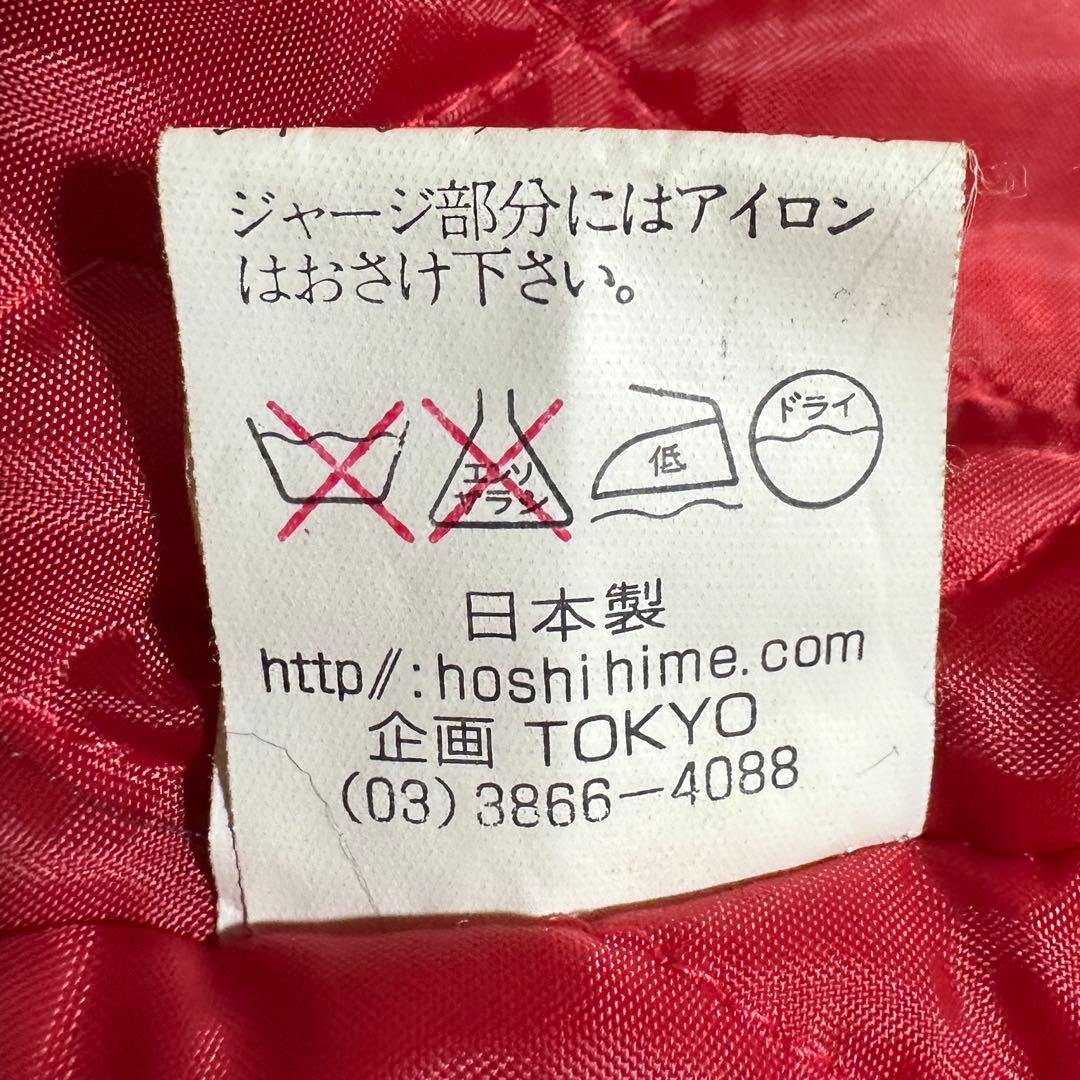 ジャージ部分にはアイロン
はおさけ下さい。
エンソ
サラシ
低
ドライ
日本製
http//:hoshihime.com
企画 TOKYO
(03)3866-4088